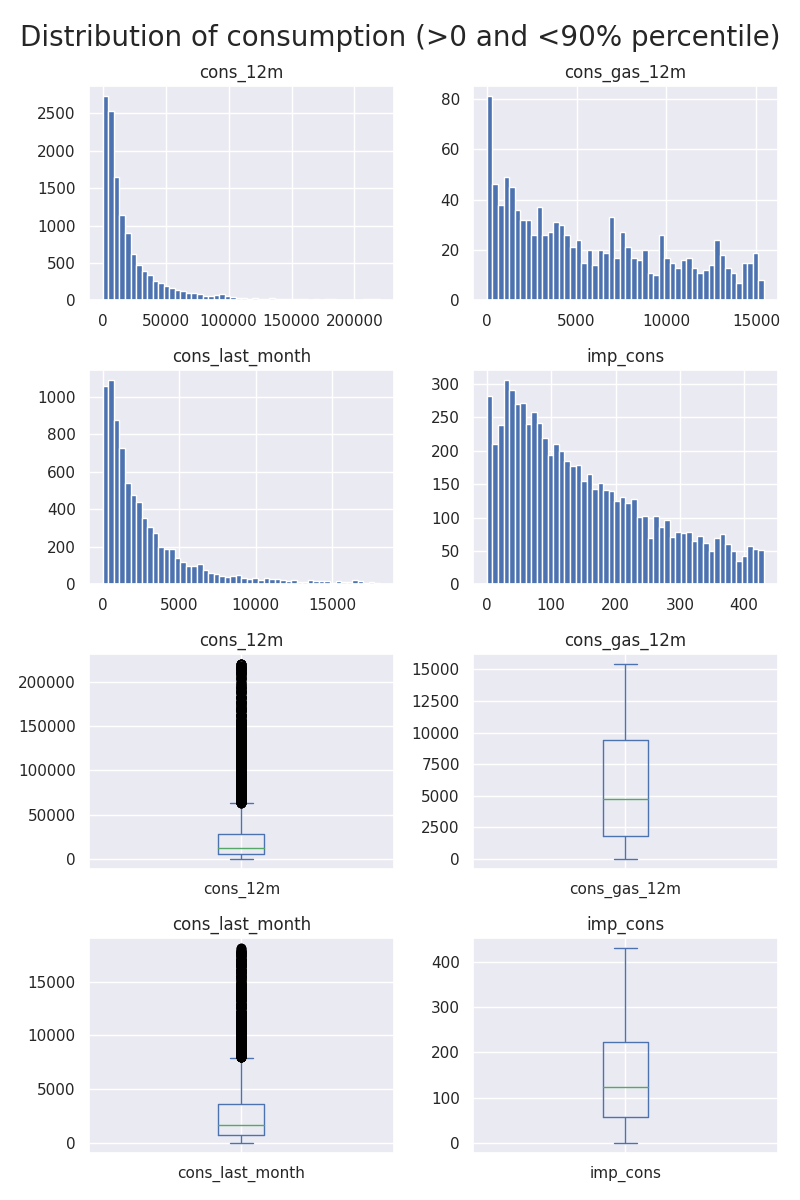 Distribution of consumption (>0 and <90% percentile)
cons_12m
2500
2000
1500
1000
500
0
0 50000 100000 150000 200000
cons_gas_12m
80
60
40
20
0
0 5000 10000 15000
cons_last_month
1000
800
600
400
200
0
0 5000 10000 15000
imp_cons
300
250
200
150
100
50
0
0 100 200 300 400
cons_12m
200000
150000
100000
50000
0
cons_12m
cons_gas_12m
15000
12500
10000
7500
5000
2500
0
cons_gas_12m
cons_last_month
15000
10000
5000
0
cons_last_month
imp_cons
400
300
200
100
0
imp_cons